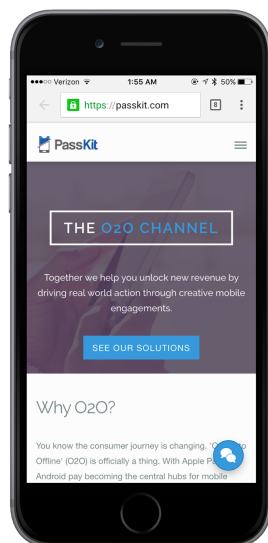 Verizon 1:55 AM 50%
https://passkit.com 8
PassKit
THE O2O CHANNEL
Together we help you unlock new revenue by
driving real world action through creative mobile
engagements.
SEE OUR SOLUTIONS
Why O2O?
You know the consumer journey is changing. 'O to
Offline' (O2O) is officially a thing. With Apple
Android pay becoming the central hubs for mobile